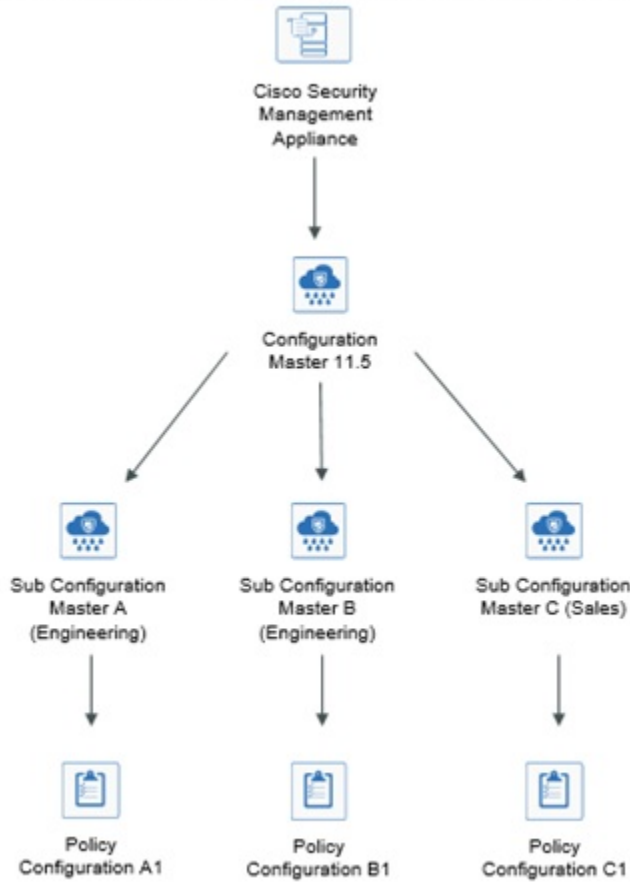 Cisco Security
Management
Appliance
Configuration
Master 11.5
Sub Configuration
Master A
(Engineering)
Sub Configuration
Master B
(Engineering)
Sub Configuration
Master C (Sales)
Policy
Configuration A1
Policy
Configuration B1
Policy
Configuration C1